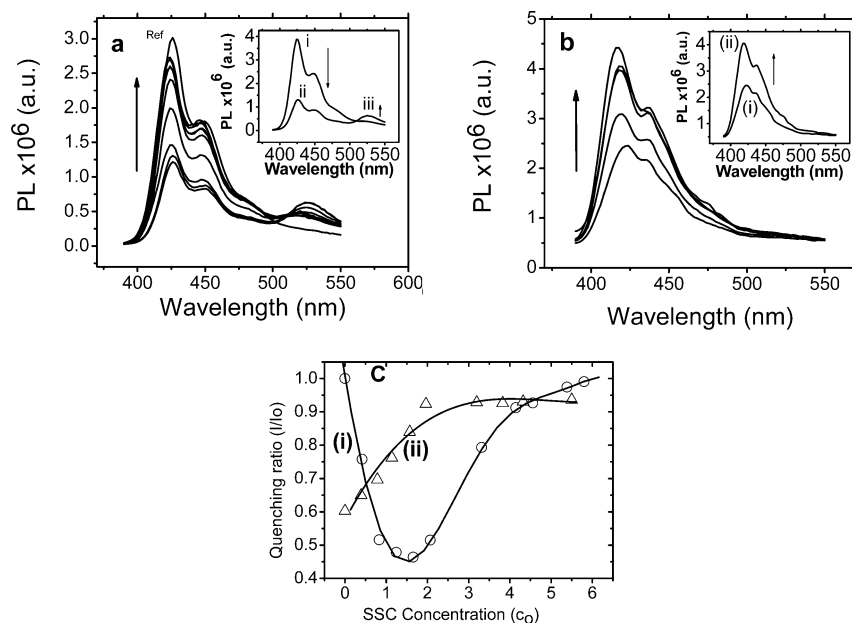 a
Ref
PL x10⁶ (a.u.)
3.0
2.5
2.0
1.5
1.0
0.5
0.0
400 450 500 550 600
Wavelength (nm)
i
ii
iii
PL x10⁶ (a.u.)
4
3
2
1
0
400 450 500 550
Wavelength (nm)
b
PL x10⁶ (a.u.)
5
4
3
2
1
0
400 450 500 550
Wavelength (nm)
(ii)
(i)
PL x10⁶ (a.u.)
4
3
2
1
400 450 500 550
Wavelength (nm)
C
(i)
(ii)
Quenching ratio (I/Io)
1.0
0.9
0.8
0.7
0.6
0.5
0.4
0 1 2 3 4 5 6
SSC Concentration (c₀)